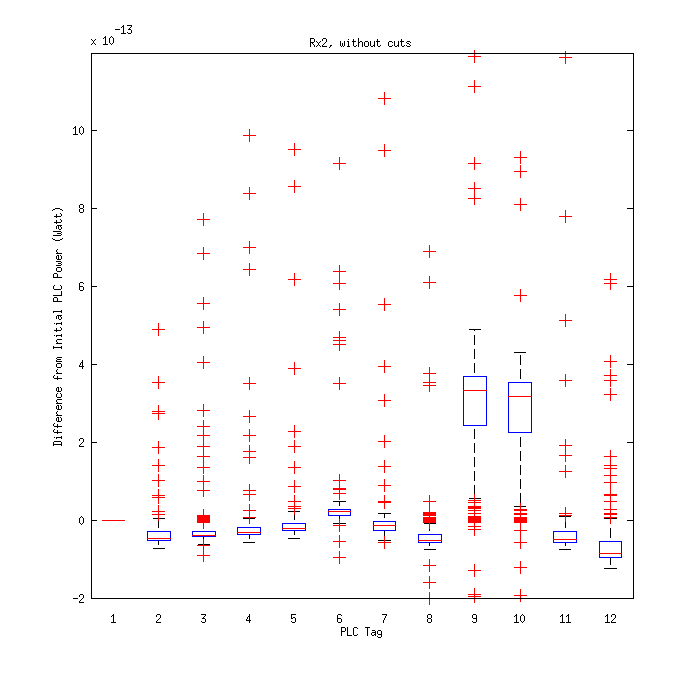 x 10 -13
Rx2, without cuts
10
8
6
4
2
0
-2
Difference from Initial PLC Power (Watt)
1 2 3 4 5 6 7 8 9 10 11 12
PLC Tag